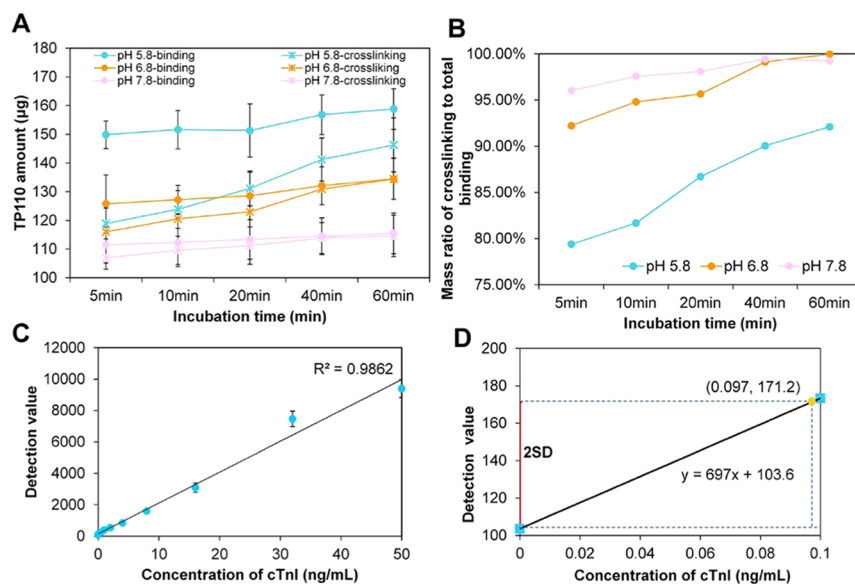 A
180
170
160
150
140
130
120
110
100
TP110 amount (µg)
pH 5.8-binding
pH 5.8-crosslinking
pH 6.8-binding
pH 6.8-crossliking
pH 7.8-binding
pH 7.8-crosslinking
5min 10min 20min 40min 60min
Incubation time (min)
B
100.00%
95.00%
90.00%
85.00%
80.00%
75.00%
Mass ratio of crosslinking to total
binding
pH 5.8 pH 6.8 pH 7.8
5min 10min 20min 40min 60min
Incubation time (min)
C
12000
10000
8000
6000
4000
2000
0
Detection value
R² = 0.9862
0 10 20 30 40 50
Concentration of cTnI (ng/mL)
D
200
180
160
140
120
100
Detection value
(0.097, 171.2)
2SD
y = 697x + 103.6
0 0.02 0.04 0.06 0.08 0.1
Concentration of cTnI (ng/mL)